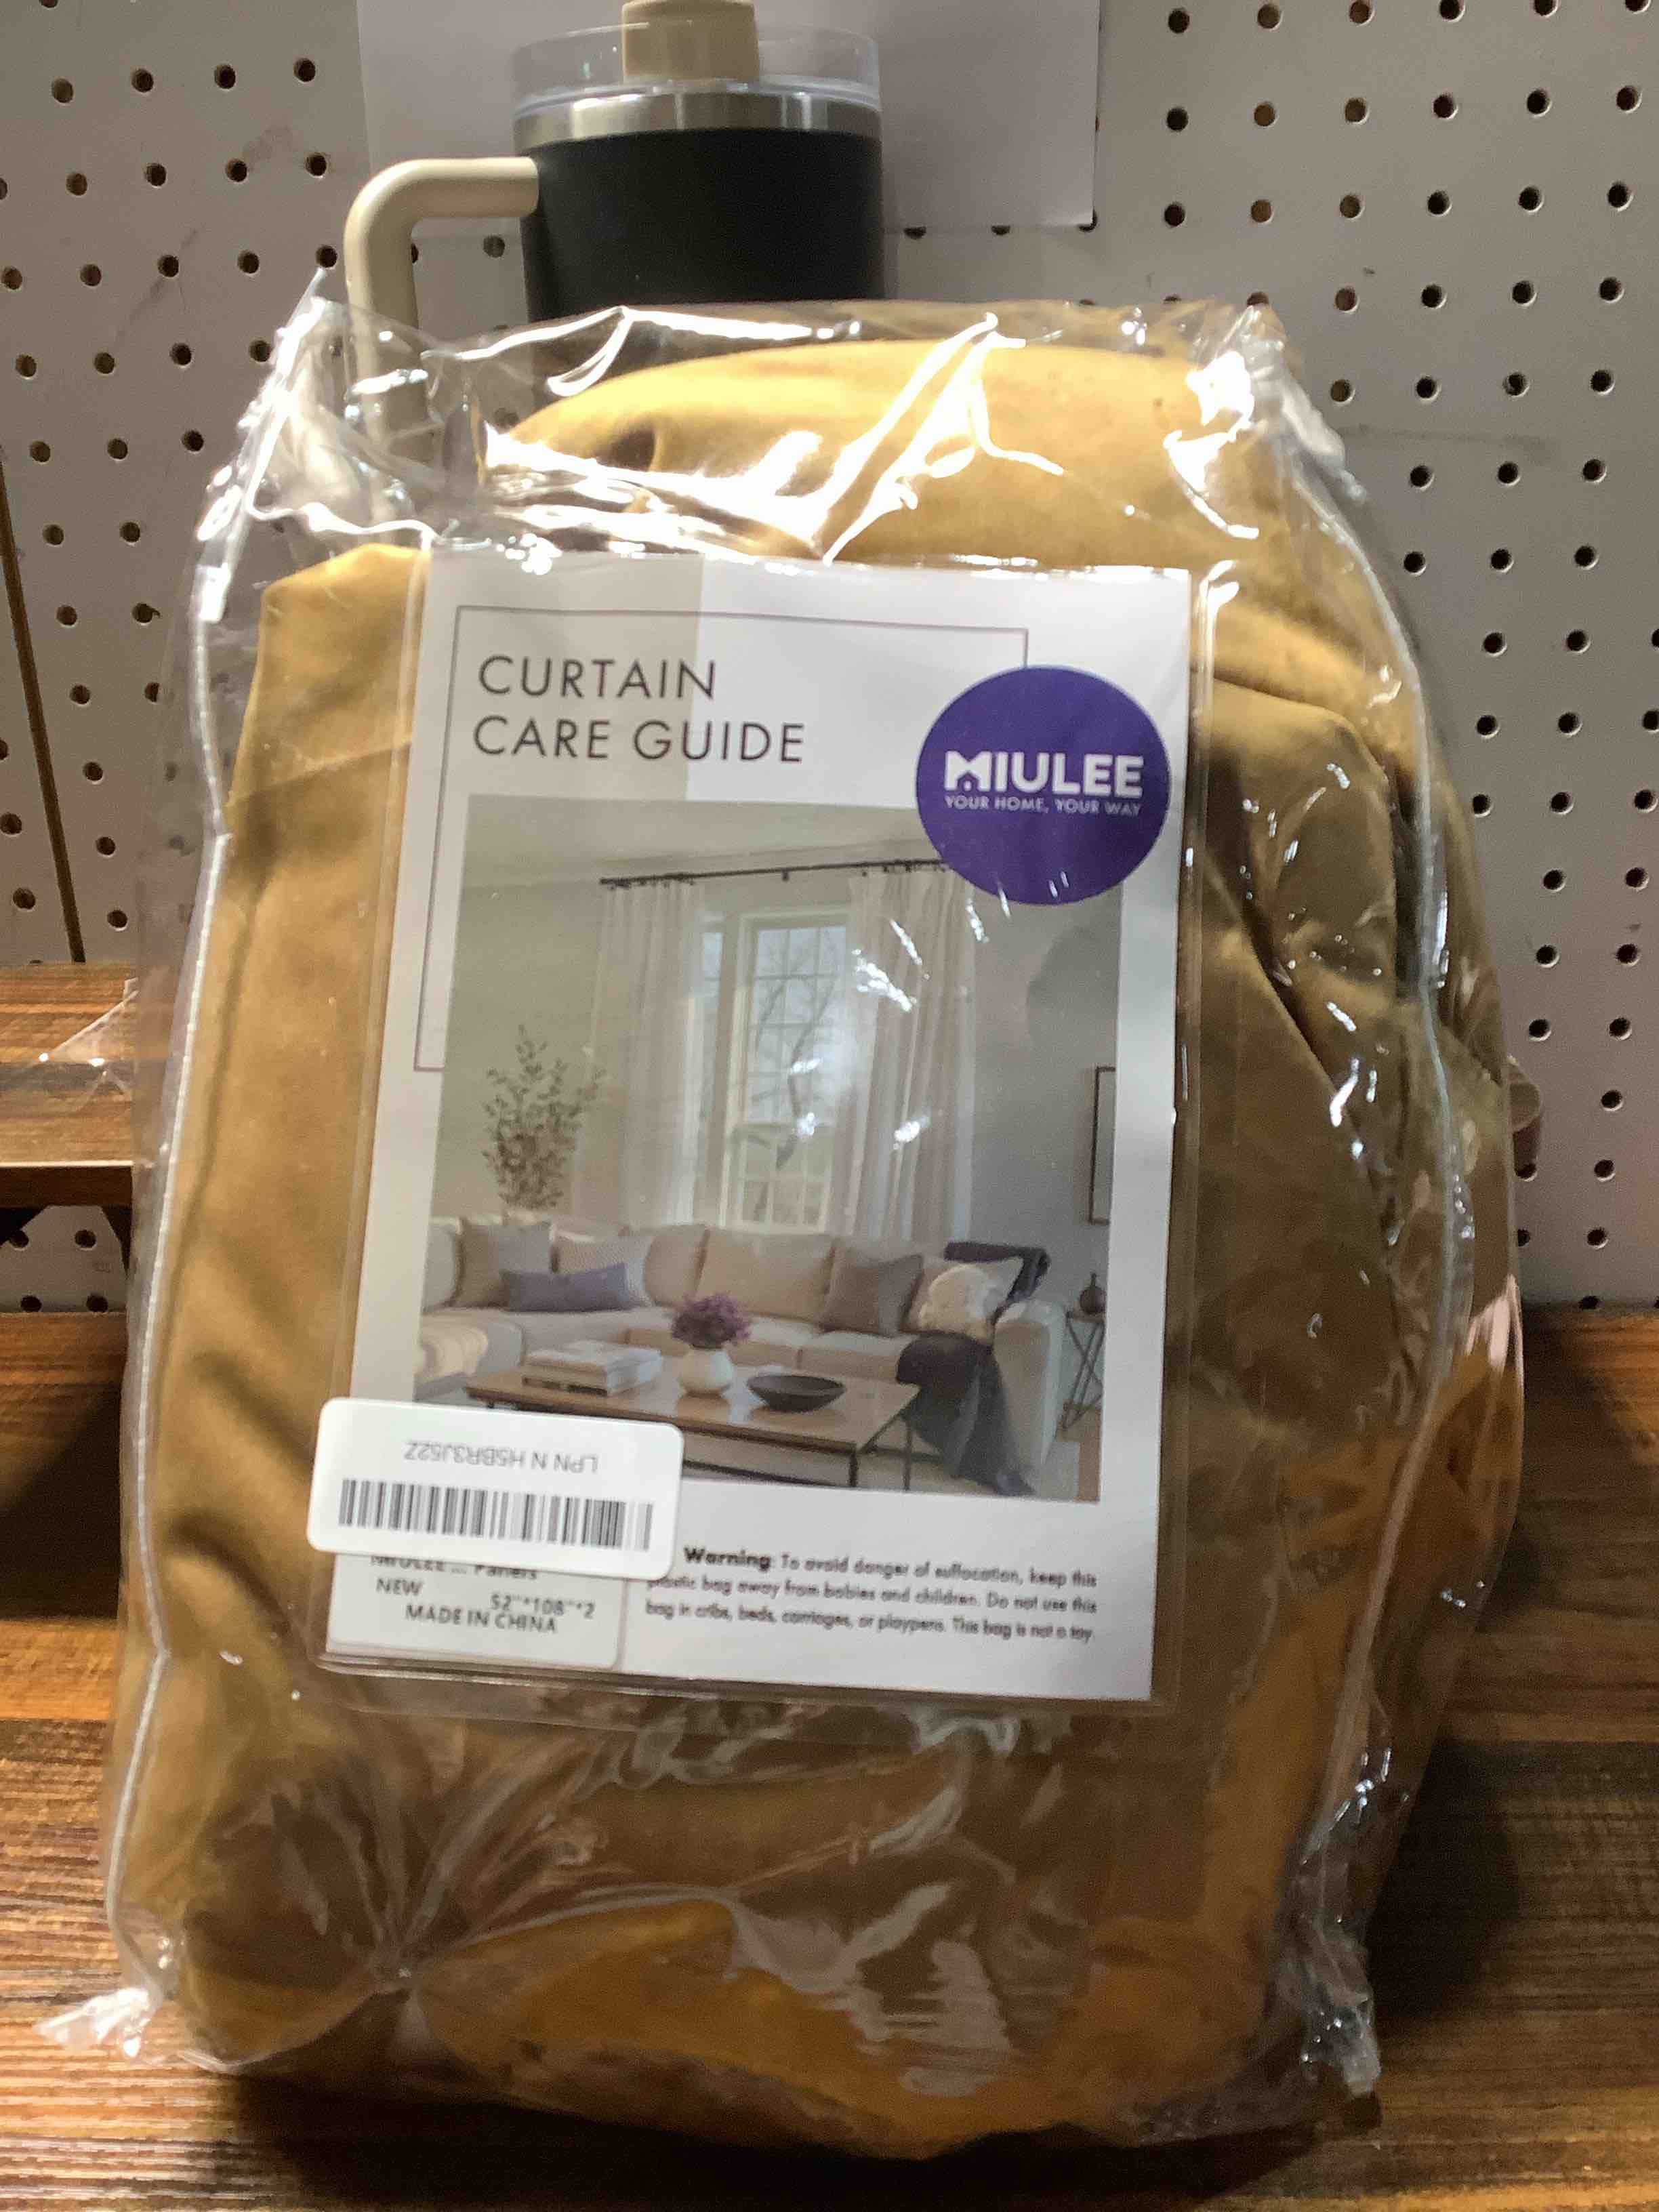 CURTAIN
CARE GUIDE
MIULEE
YOUR HOME, YOUR WAY
LPN N H5BR3J52Z
MIULEE ... Panels
NEW 52"*108"*2
MADE IN CHINA
Warning: To avoid danger of suffocation, keep this
plastic bag away from babies and children. Do not use this
bag in cribs, beds, carriages, or playpens. This bag is not a toy.